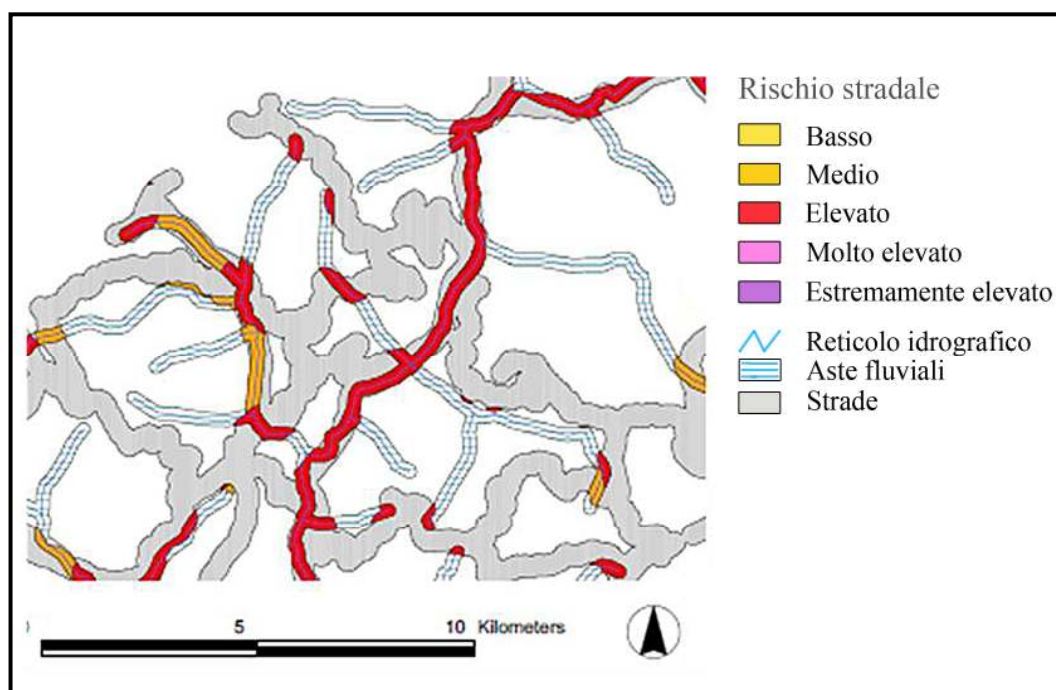 Rischio stradale
Basso
Medio
Elevato
Molto elevato
Estremamente elevato
Reticolo idrografico
Aste fluviali
Strade
5 10 Kilometers